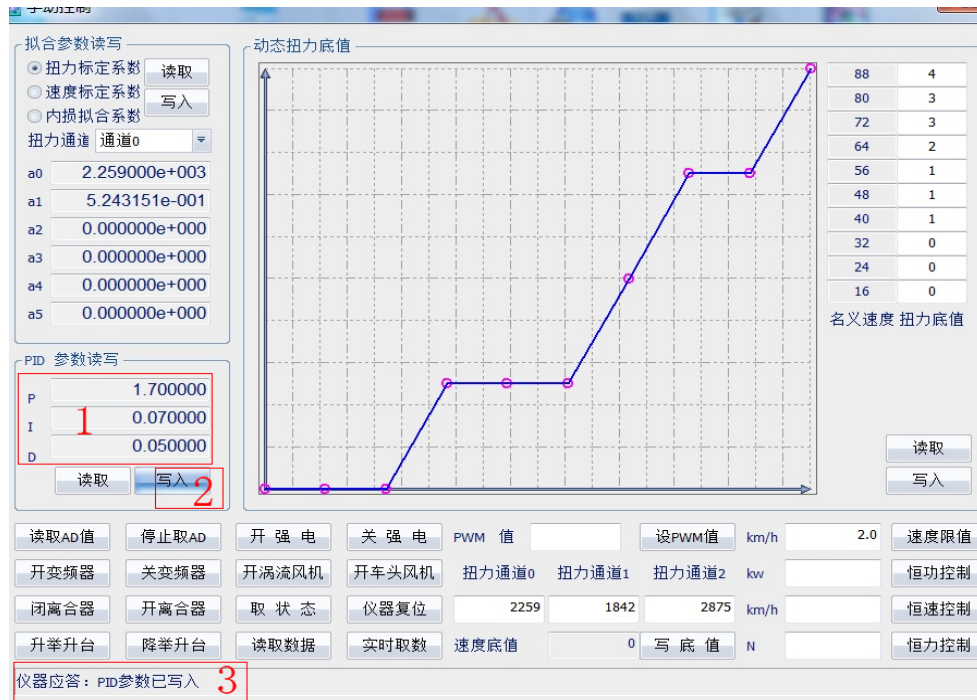 手动控制
拟合参数读写
扭力标定系数 读取
速度标定系数 写入
内损拟合系数
扭力通道 通道0
a0 2.259000e+003
a1 5.243151e-001
a2 0.000000e+000
a3 0.000000e+000
a4 0.000000e+000
a5 0.000000e+000
PID 参数读写
P 1.700000
I 0.070000
D 0.050000
1
读取 写入
2
动态扭力底值
88 4
80 3
72 3
64 2
56 1
48 1
40 1
32 0
24 0
16 0
名义速度 扭力底值
读取
写入
读取AD值 停止取AD 开 强 电 关 强 电 PWM 值 设PWM值 km/h 2.0 速度限值
开变频器 关变频器 开涡流风机 开车头风机 扭力通道0 扭力通道1 扭力通道2 kw 恒功控制
闭离合器 开离合器 取 状 态 仪器复位 2259 1842 2875 km/h 恒速控制
升举升台 降举升台 读取数据 实时取数 速度底值 0 写 底 值 N 恒力控制
仪器应答：PID参数已写入 3